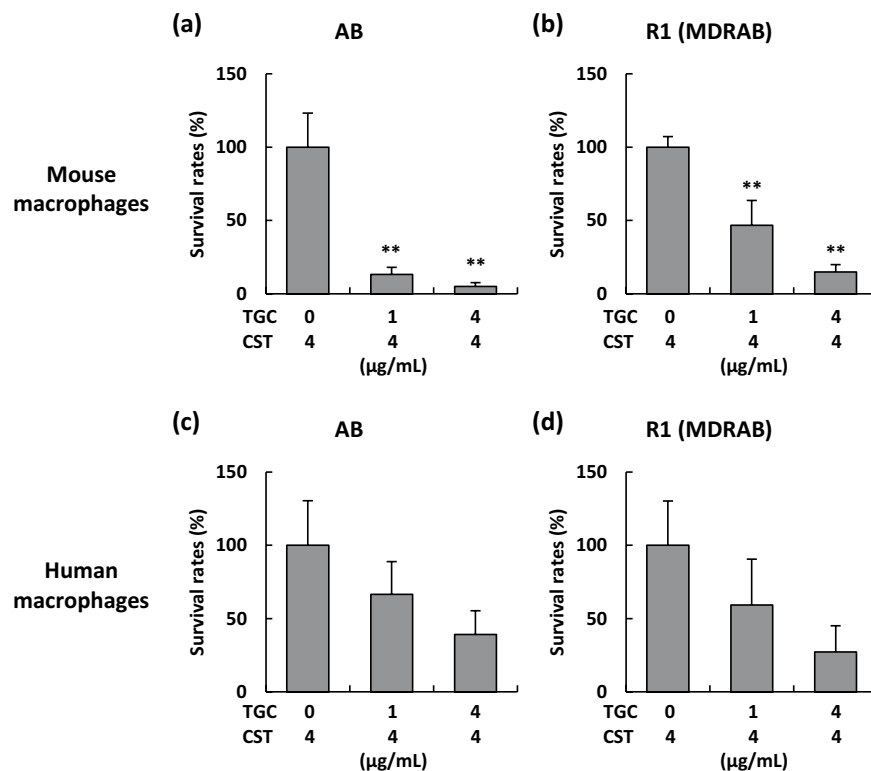 (a)
AB
(b)
R1 (MDRAB)
Mouse
macrophages
Survival rates (%)
150
100
50
0
**
**
TGC 0 1 4
CST 4 4 4
(μg/mL)
Survival rates (%)
150
100
50
0
**
**
TGC 0 1 4
CST 4 4 4
(μg/mL)
(c)
AB
(d)
R1 (MDRAB)
Human
macrophages
Survival rates (%)
150
100
50
0
TGC 0 1 4
CST 4 4 4
(μg/mL)
Survival rates (%)
150
100
50
0
TGC 0 1 4
CST 4 4 4
(μg/mL)